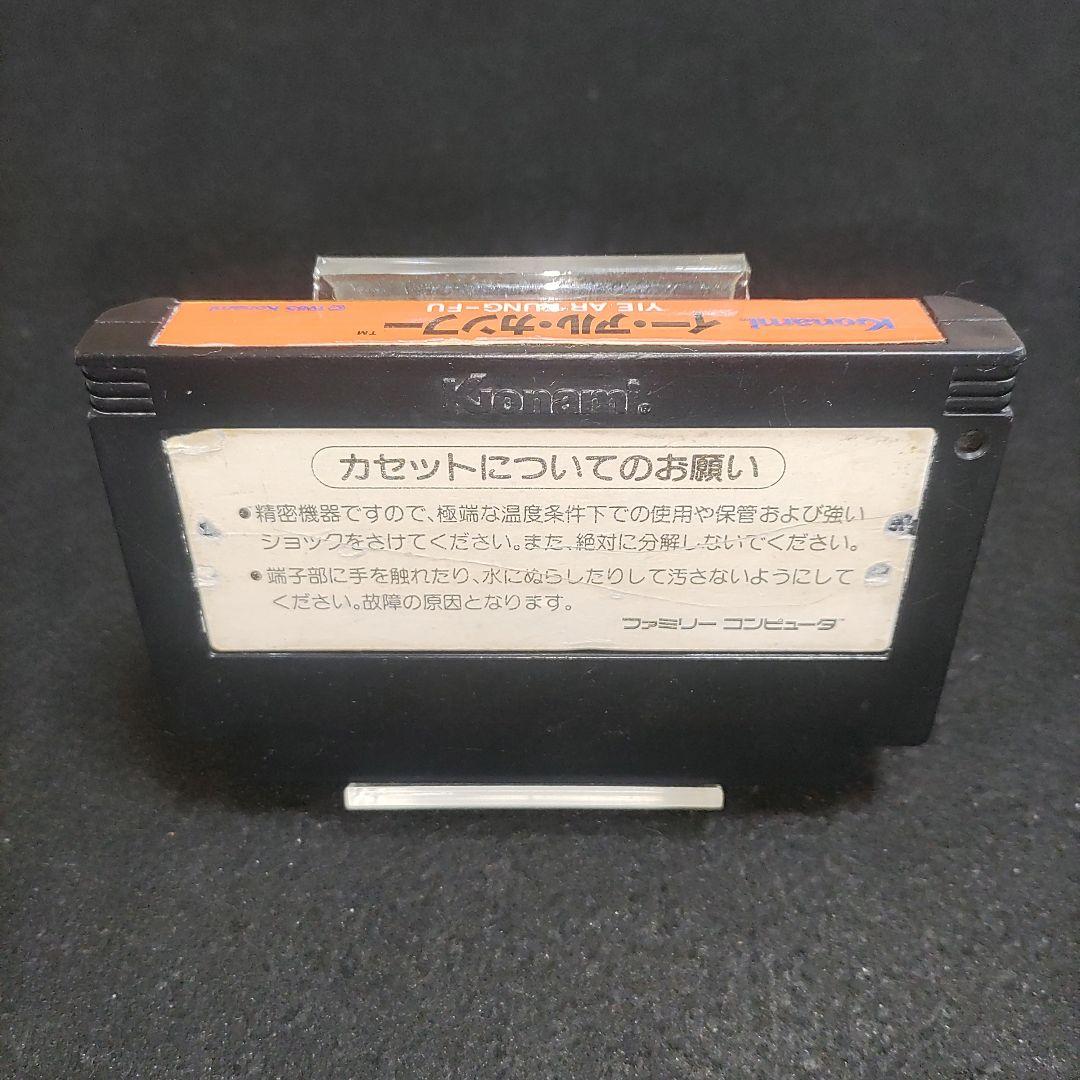 Konami
イー・アル・カンフー™
YIE AR KUNG-FU
© 1985 Konami
Konami®
カセットについてのお願い
●精密機器ですので、極端な温度条件下での使用や保管および強い
ショックをさけてください。また、絶対に分解しないでください。
●端子部に手を触れたり、水にぬらしたりして汚さないようにして
ください。故障の原因となります。
ファミリー コンピュータ™